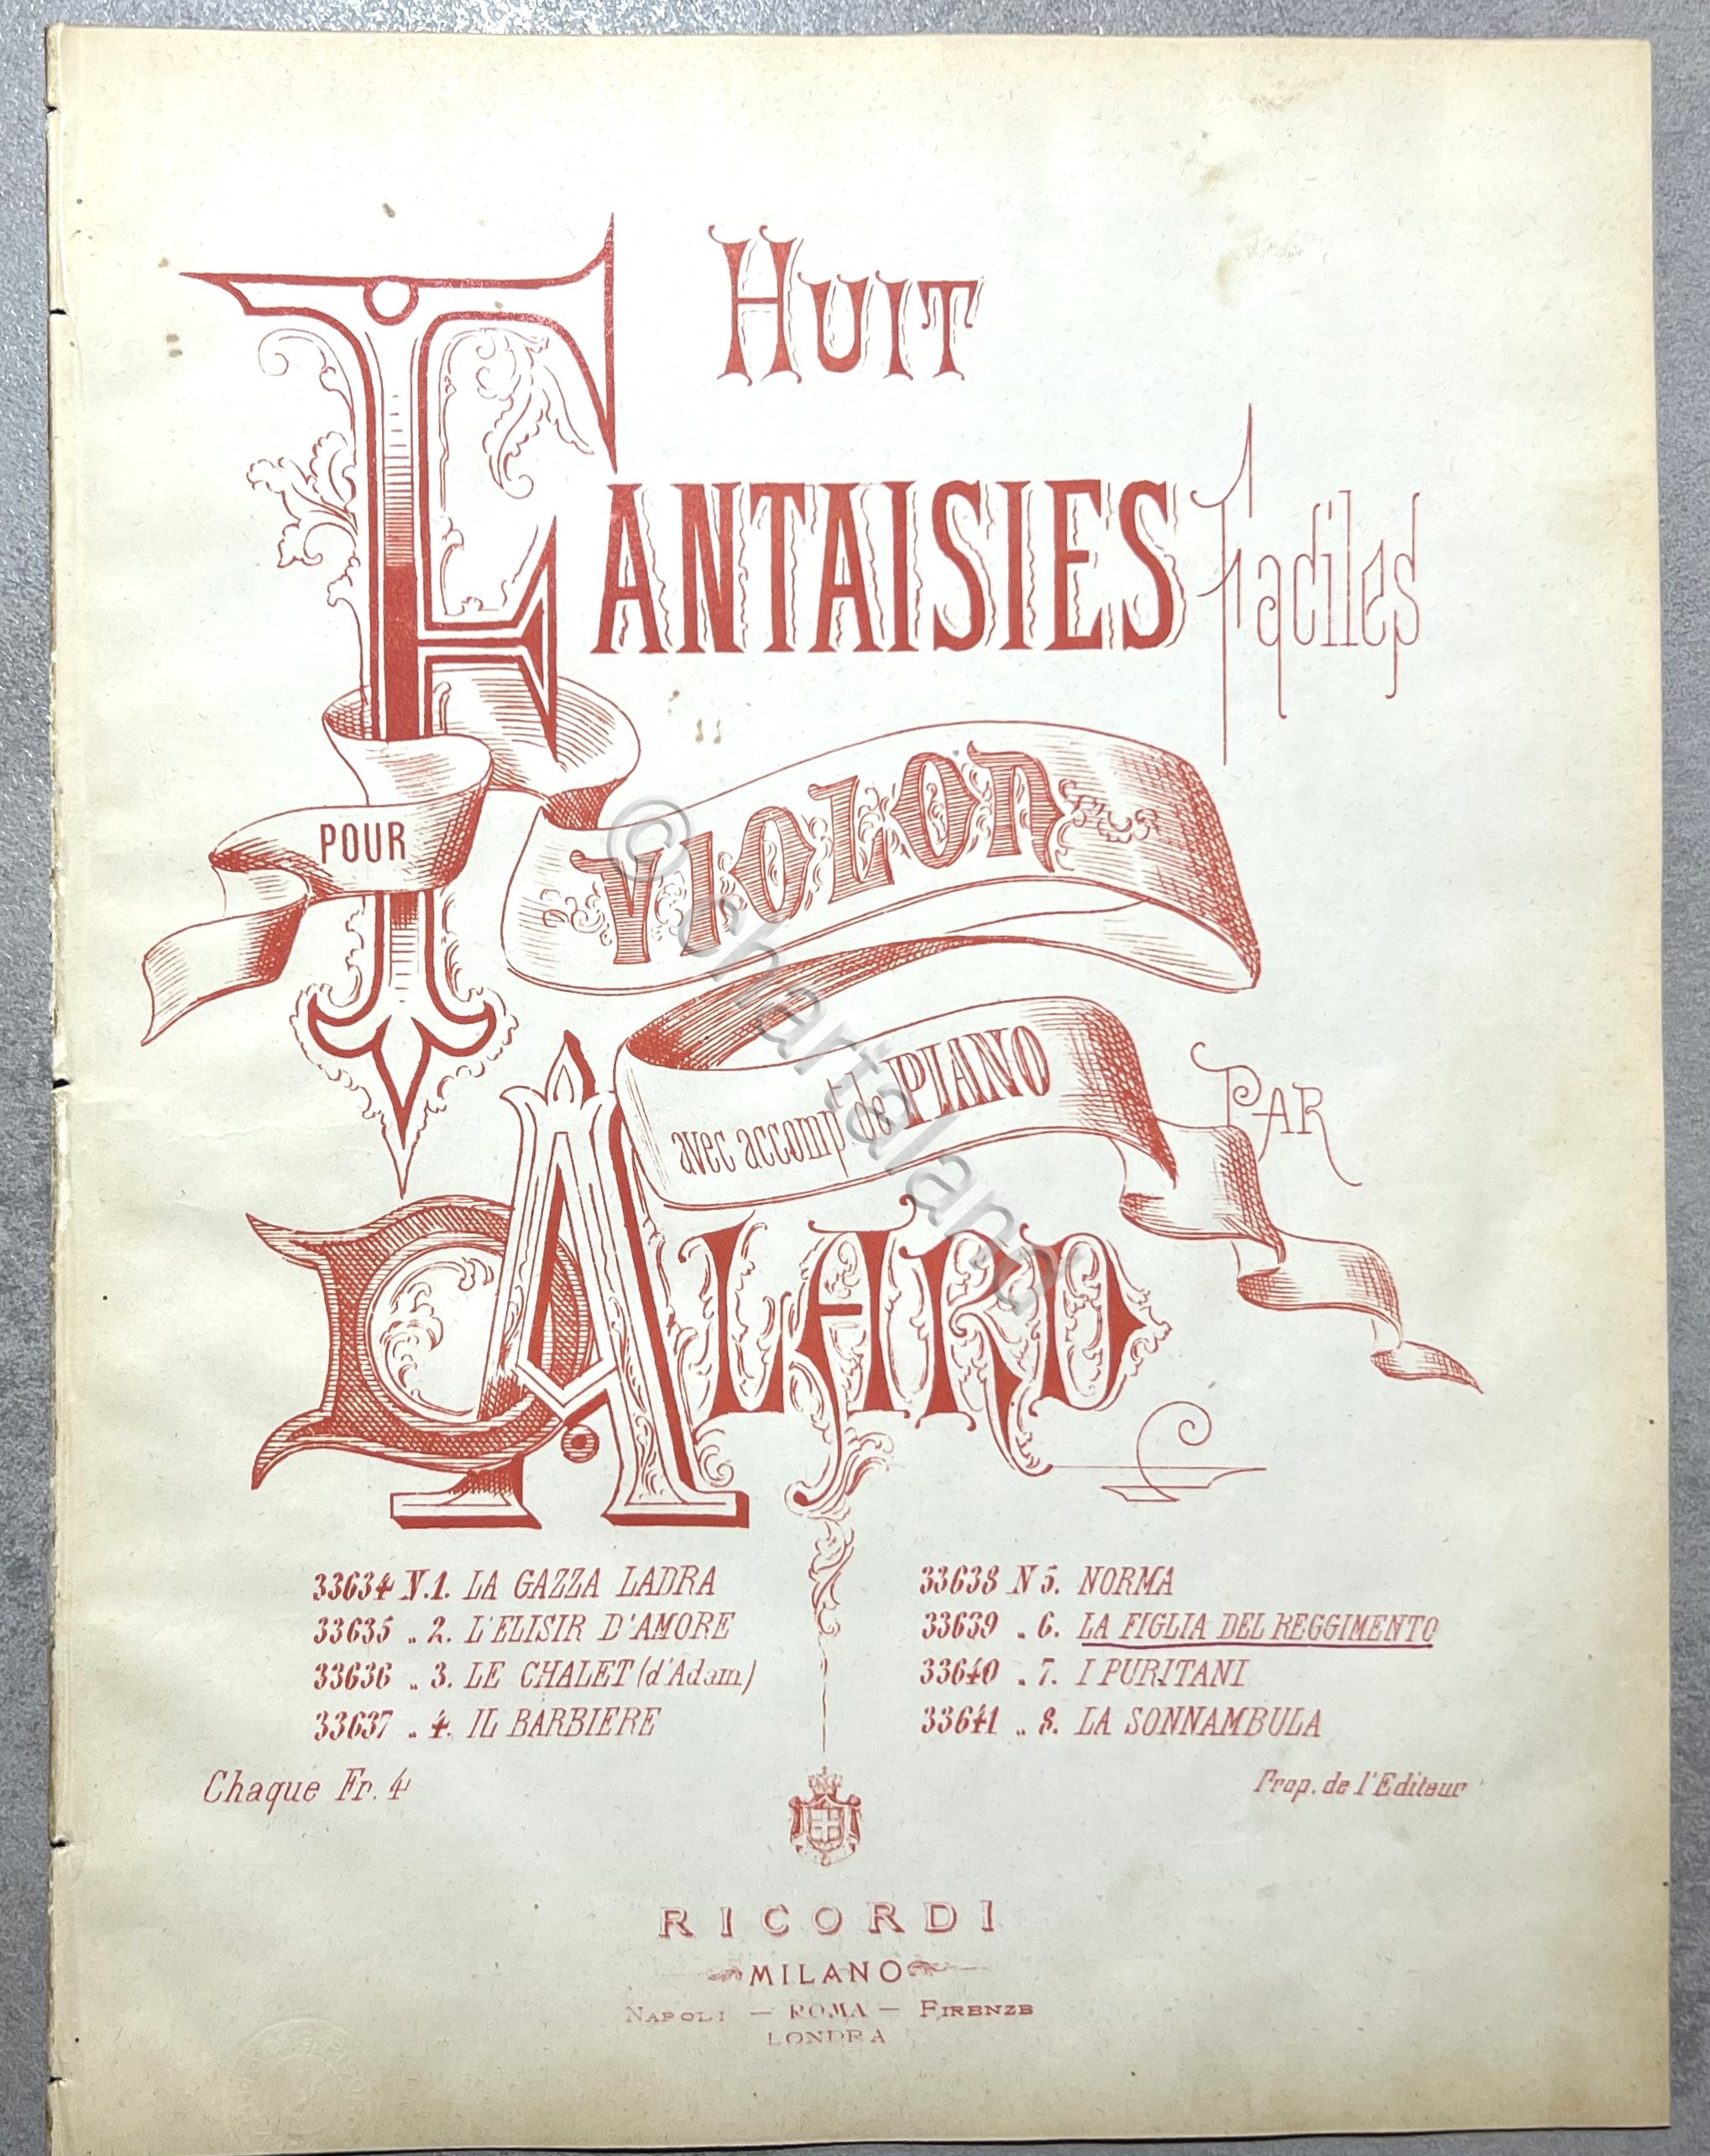 HUIT
FANTAISIES Faciles
POUR
VIOLON
avec accomp de PIANO
PAR
D. ALARD
33634 N. 1. LA GAZZA LADRA
33635 „ 2. L'ELISIR D'AMORE
33636 „ 3. LE CHALET (d'Adam)
33637 „ 4. IL BARBIERE
33638 N 5. NORMA
33639 „ 6. LA FIGLIA DEL REGGIMENTO
33640 „ 7. I PURITANI
33641 „ 8. LA SONNAMBULA
Chaque Fr. 4
Prop. de l'Editeur
RICORDI
MILANO
NAPOLI — ROMA — FIRENZE
LONDRA
© chartaland